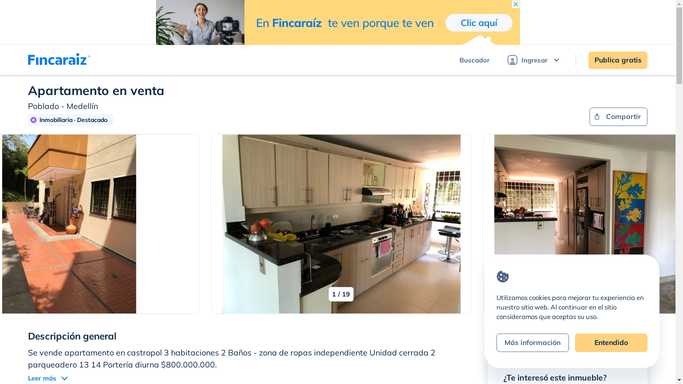 En Fincaraíz te ven porque te ven
Clic aquí
Fincaraíz
Buscador
Ingresar
Publica gratis
Apartamento en venta
Poblado - Medellín
Inmobiliaria · Destacado
Compartir
1 / 19
Utilizamos cookies para mejorar tu experiencia en
nuestro sitio web. Al continuar en el sitio
consideramos que aceptas su uso.
Más información
Entendido
Descripción general
Se vende apartamento en castropol 3 habitaciones 2 Baños - zona de ropas independiente Unidad cerrada 2
parqueadero 13 14 Portería diurna $800.000.000.
Leer más
¿Te interesó este inmueble?